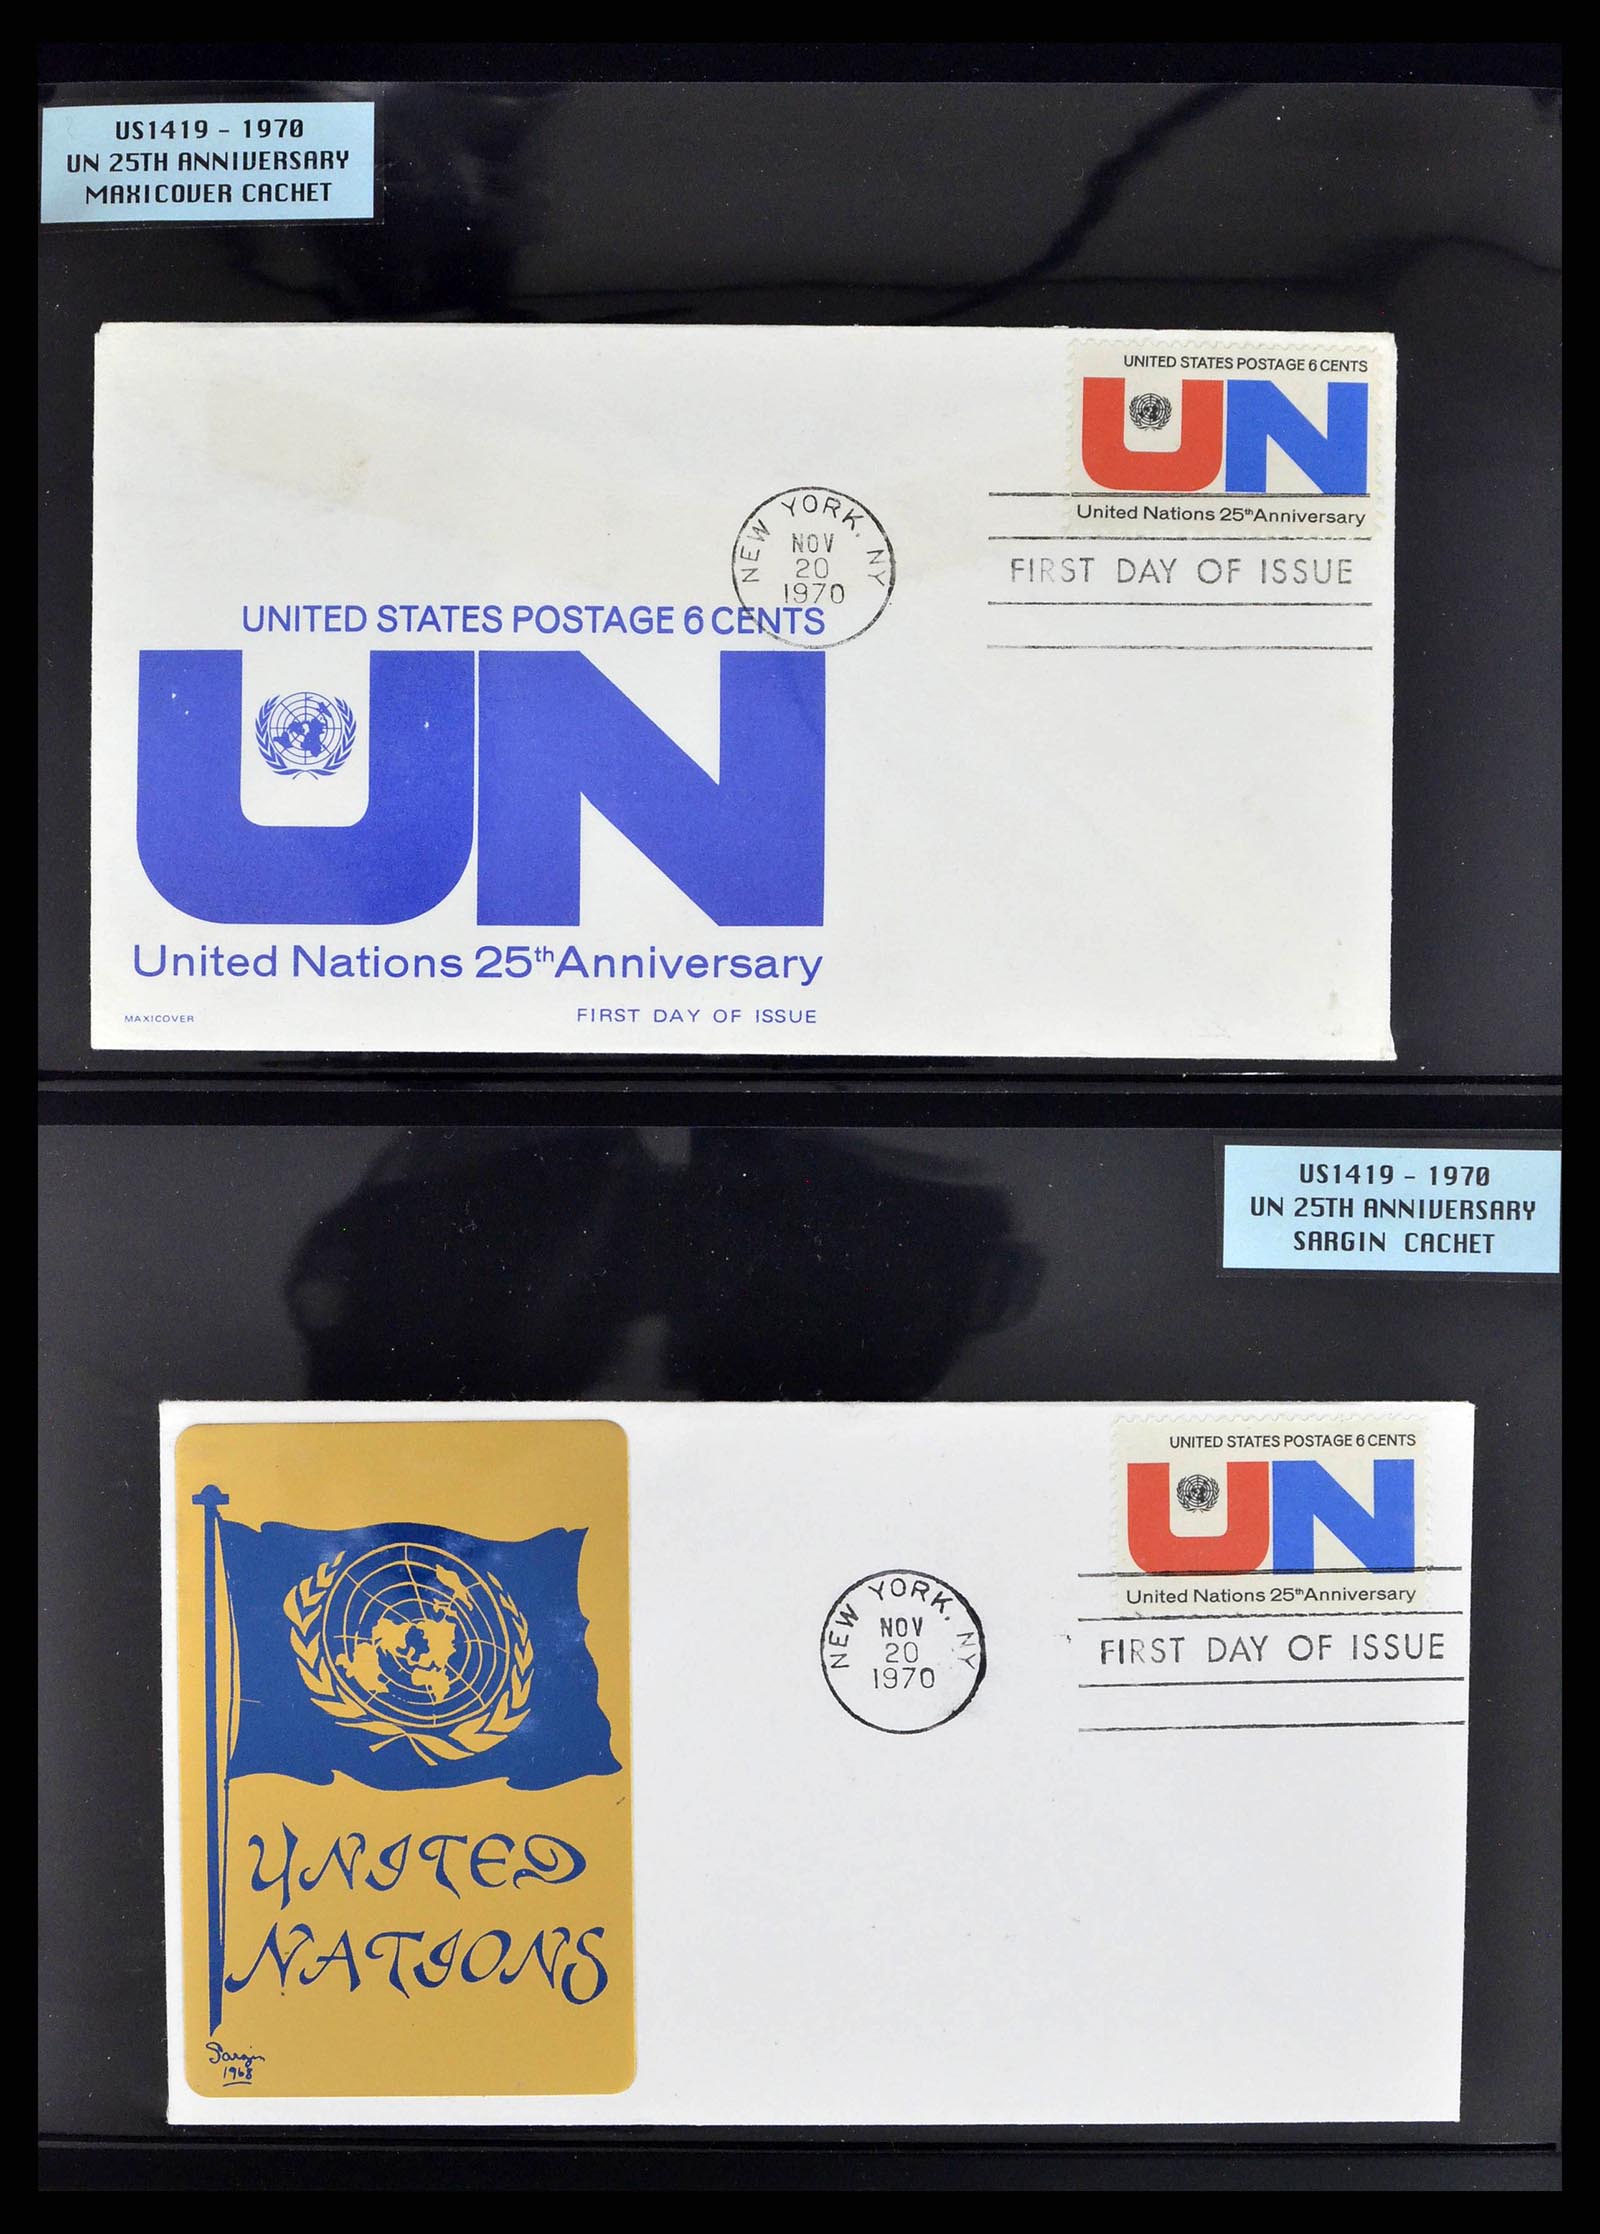 US1419 - 1970
UN 25TH ANNIVERSARY
MAXICOVER CACHET
UNITED STATES POSTAGE 6 CENTS
UN
United Nations 25th Anniversary
NEW YORK, NY
NOV
20
1970
FIRST DAY OF ISSUE
UNITED STATES POSTAGE 6 CENTS
UN
United Nations 25th Anniversary
MAXICOVER
FIRST DAY OF ISSUE
US1419 - 1970
UN 25TH ANNIVERSARY
SARGIN CACHET
UNITED STATES POSTAGE 6 CENTS
UN
United Nations 25th Anniversary
NEW YORK, NY
NOV
20
1970
FIRST DAY OF ISSUE
UNITED
NATIONS
Sargin
1968